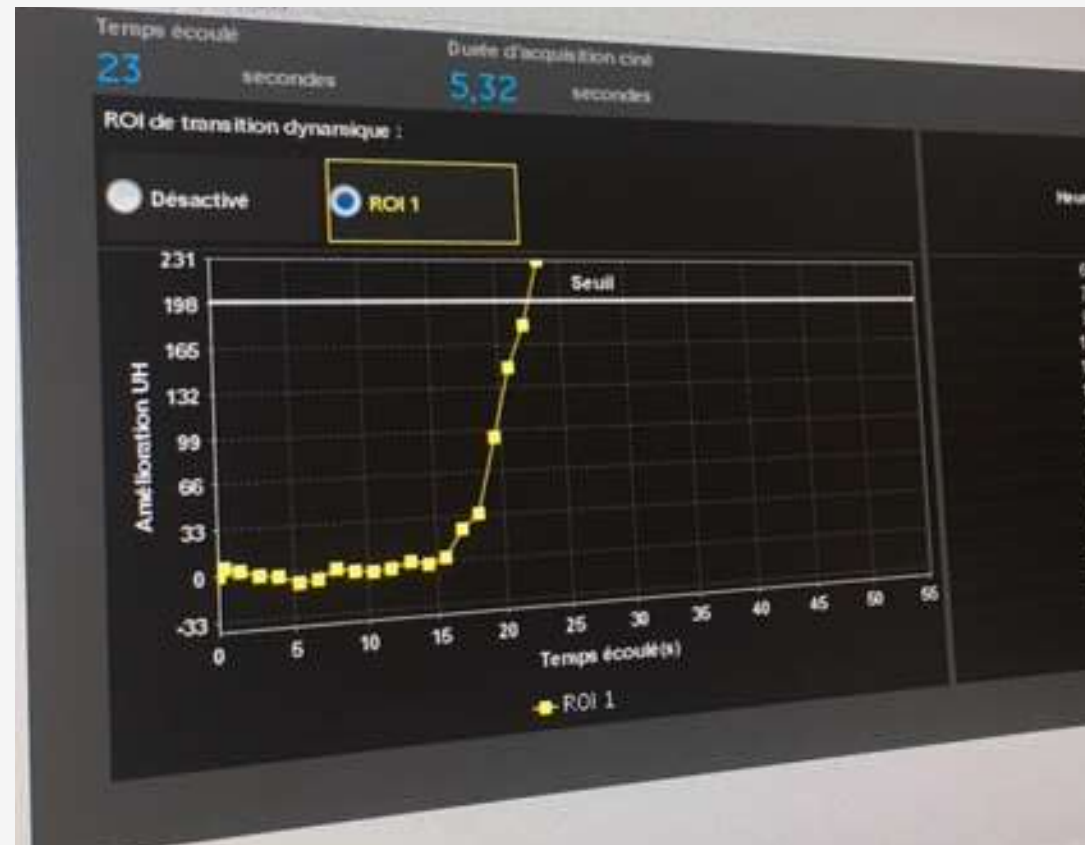 Temps écoulé
23 secondes
Durée d'acquisition ciné
5,32 secondes
ROI de transition dynamique :
Désactivé
ROI 1
231
198
165
132
99
66
33
0
-33
Amélioration UH
Seuil
0 5 10 15 20 25 30 35 40 45 50 55
Temps écoulé(s)
ROI 1